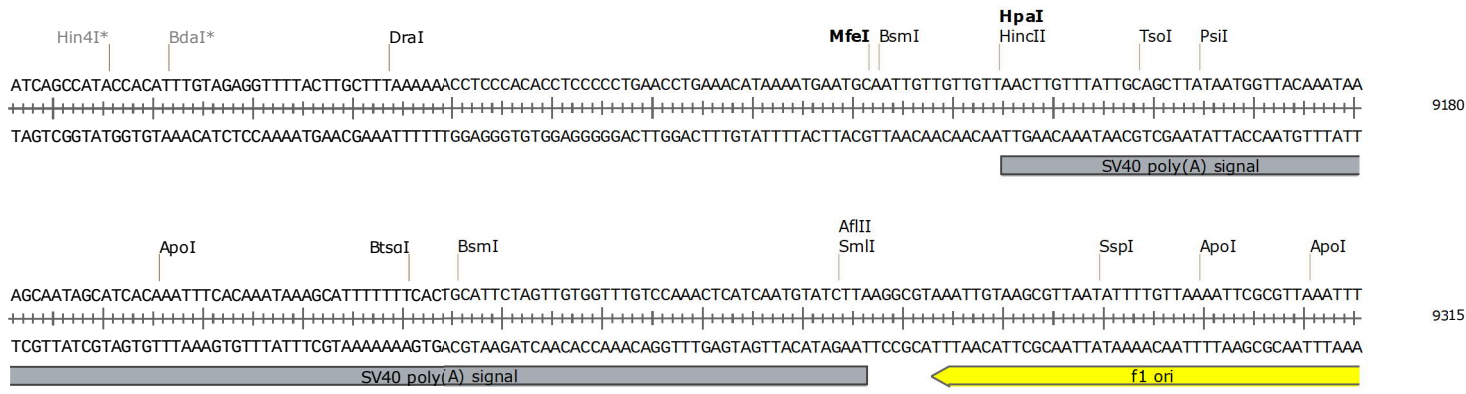 HpaI
Hin4I* BdaI* DraI MfeI BsmI HincII TsoI PsiI
ATCAGCCATACCACATTTGTAGAGGTTTTACTTGCTTTAAAAAACCTCCCACACCTCCCCCTGAACCTGAAACATAAAATGAATGCAATTGTTGTTGTTAACTTGTTTATTGCAGCTTATAATGGTTACAAATAA
9180
TAGTCGGTATGGTGTAAACATCTCCAAAATGAACGAAATTTTTTGGAGGGTGTGGAGGGGGACTTGGACTTTGTATTTTACTTACGTTAACAACAACAATTGAACAAATAACGTCGAATATTACCAATGTTTATT
SV40 poly(A) signal
AflII
ApoI BtsαI BsmI SmlI SspI ApoI ApoI
AGCAATAGCATCACAAATTTCACAAATAAAGCATTTTTTTCACTGCATTCTAGTTGTGGTTTGTCCAAACTCATCAATGTATCTTAAGGCGTAAATTGTAAGCGTTAATATTTTGTTAAAATTCGCGTTAAATTT
9315
TCGTTATCGTAGTGTTTAAAGTGTTTATTTCGTAAAAAAAGTGACGTAAGATCAACACCAAACAGGTTTGAGTAGTTACATAGAATTCCGCATTTAACATTCGCAATTATAAAACAATTTTAAGCGCAATTTAAA
SV40 poly(A) signal f1 ori